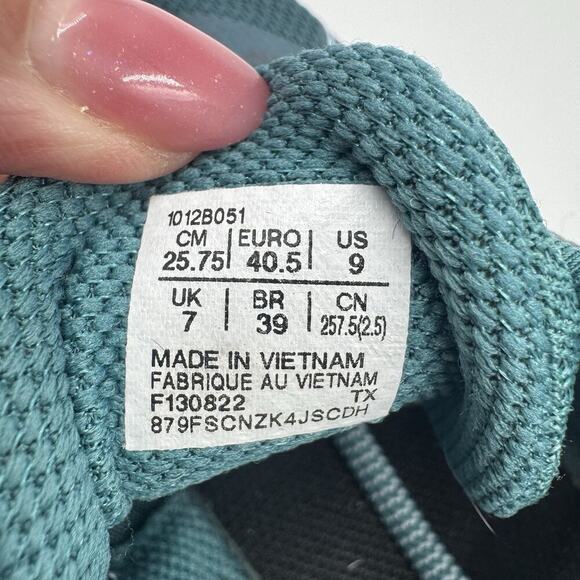 1012B051
CM | EURO | US
25.75 | 40.5 | 9
UK | BR | CN
7 | 39 | 257.5(2.5)
MADE IN VIETNAM
FABRIQUE AU VIETNAM
F130822 TX
879FSCNZK4JSCDH